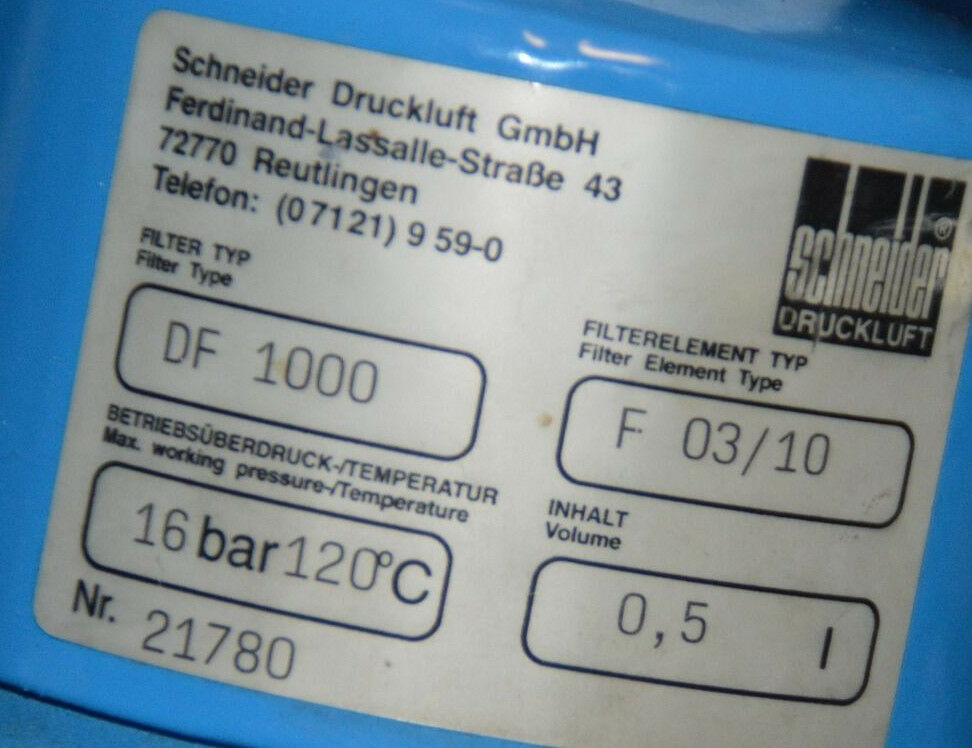 Schneider Druckluft GmbH
Ferdinand-Lassalle-Straße 43
72770 Reutlingen
Telefon: (07121) 9 59-0
schneider®
DRUCKLUFT
FILTER TYP
Filter Type
DF 1000
FILTERELEMENT TYP
Filter Element Type
F 03/10
BETRIEBSÜBERDRUCK-/TEMPERATUR
Max. working pressure-/Temperature
16 bar 120°C
INHALT
Volume
0,5 l
Nr. 21780